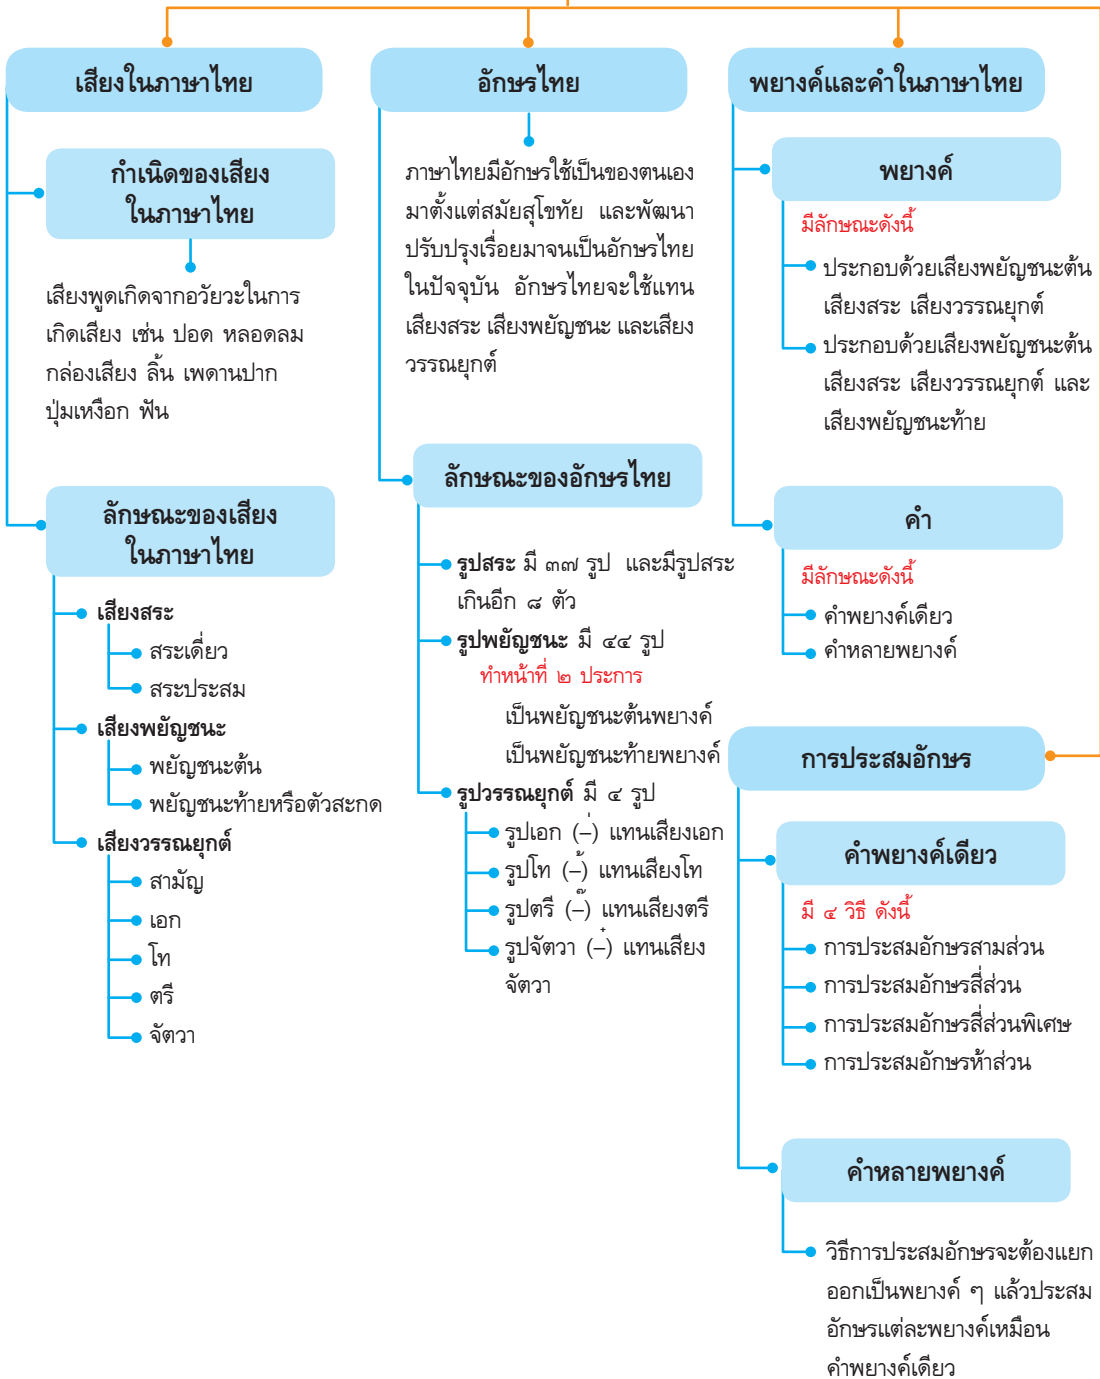 เสียงในภาษาไทย
กำเนิดของเสียง
ในภาษาไทย
เสียงพูดเกิดจากอวัยวะในการ
เกิดเสียง เช่น ปอด หลอดลม
กล่องเสียง ลิ้น เพดานปาก
ปุ่มเหงือก ฟัน
ลักษณะของเสียง
ในภาษาไทย
เสียงสระ
สระเดี่ยว
สระประสม
เสียงพยัญชนะ
พยัญชนะต้น
พยัญชนะท้ายหรือตัวสะกด
เสียงวรรณยุกต์
สามัญ
เอก
โท
ตรี
จัตวา
อักษรไทย
ภาษาไทยมีอักษรใช้เป็นของตนเอง
มาตั้งแต่สมัยสุโขทัย และพัฒนา
ปรับปรุงเรื่อยมาจนเป็นอักษรไทย
ในปัจจุบัน อักษรไทยจะใช้แทน
เสียงสระ เสียงพยัญชนะ และเสียง
วรรณยุกต์
ลักษณะของอักษรไทย
รูปสระ มี ๓๗ รูป และมีรูปสระ
เกินอีก ๘ ตัว
รูปพยัญชนะ มี ๔๔ รูป
ทำหน้าที่ ๒ ประการ
เป็นพยัญชนะต้นพยางค์
เป็นพยัญชนะท้ายพยางค์
รูปวรรณยุกต์ มี ๔ รูป
รูปเอก (–่) แทนเสียงเอก
รูปโท (–้) แทนเสียงโท
รูปตรี (–๊) แทนเสียงตรี
รูปจัตวา (–๋) แทนเสียง
จัตวา
พยางค์และคำในภาษาไทย
พยางค์
มีลักษณะดังนี้
ประกอบด้วยเสียงพยัญชนะต้น
เสียงสระ เสียงวรรณยุกต์
ประกอบด้วยเสียงพยัญชนะต้น
เสียงสระ เสียงวรรณยุกต์ และ
เสียงพยัญชนะท้าย
คำ
มีลักษณะดังนี้
คำพยางค์เดียว
คำหลายพยางค์
การประสมอักษร
คำพยางค์เดียว
มี ๔ วิธี ดังนี้
การประสมอักษรสามส่วน
การประสมอักษรสี่ส่วน
การประสมอักษรสี่ส่วนพิเศษ
การประสมอักษรห้าส่วน
คำหลายพยางค์
วิธีการประสมอักษรจะต้องแยก
ออกเป็นพยางค์ ๆ แล้วประสม
อักษรแต่ละพยางค์เหมือน
คำพยางค์เดียว